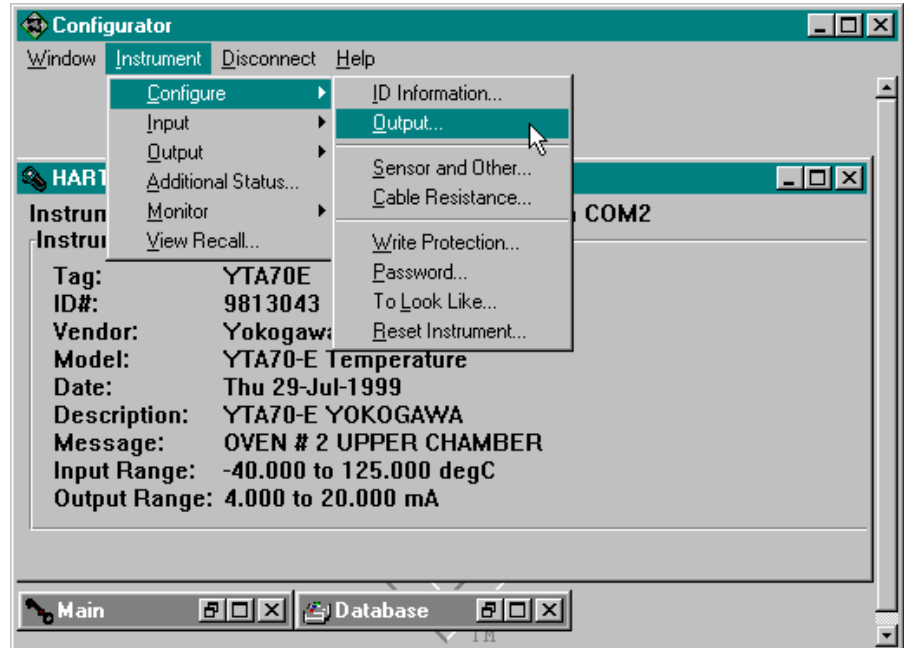 Configurator
Window Instrument Disconnect Help
Configure
Input
Output
Additional Status...
Monitor
View Recall...
ID Information...
Output...
Sensor and Other...
Cable Resistance...
Write Protection...
Password...
To Look Like...
Reset Instrument...
HART
COM2
Tag: YTA70E
ID#: 9813043
Vendor: Yokogawa
Model: YTA70-E Temperature
Date: Thu 29-Jul-1999
Description: YTA70-E YOKOGAWA
Message: OVEN # 2 UPPER CHAMBER
Input Range: -40.000 to 125.000 degC
Output Range: 4.000 to 20.000 mA
Main
Database
TM